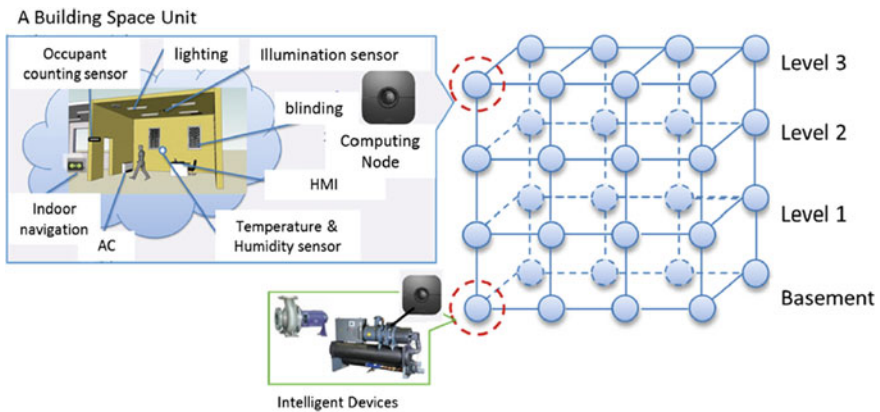 A Building Space Unit
Occupant
counting sensor
lighting
Illumination sensor
blinding
Computing
Node
HMI
Indoor
navigation
AC
Temperature &
Humidity sensor
Level 3
Level 2
Level 1
Basement
Intelligent Devices